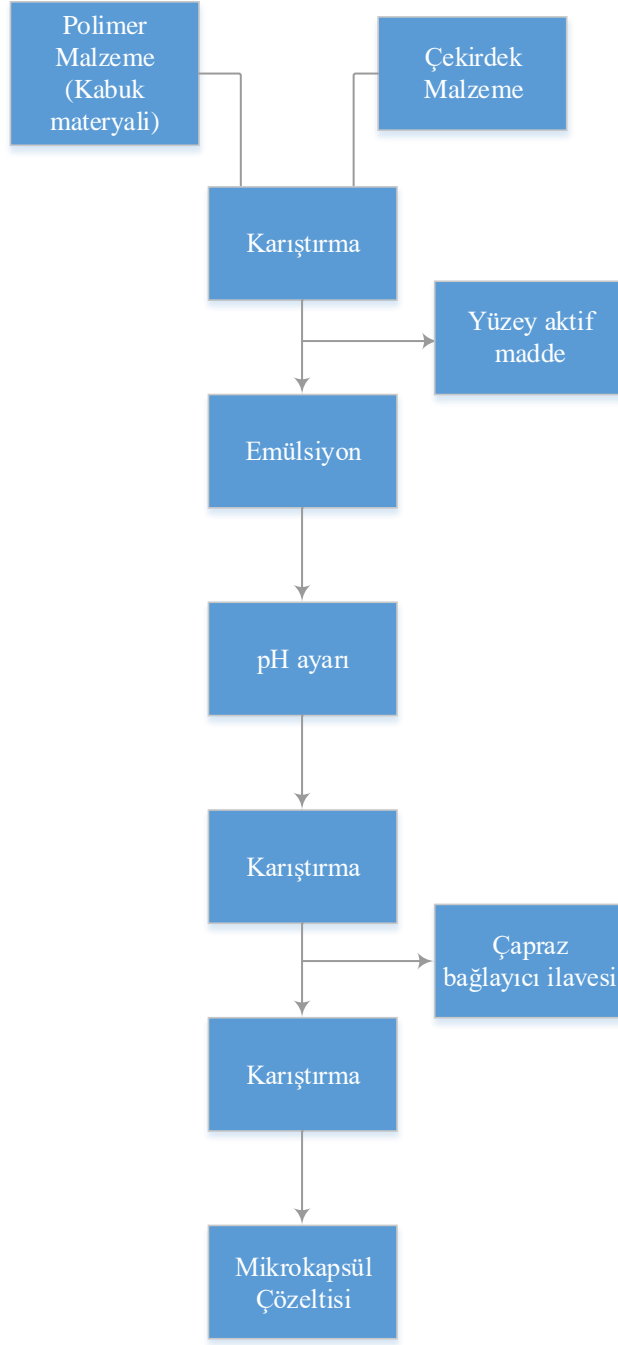 Polimer
Malzeme
(Kabuk
materyali)
Çekirdek
Malzeme
Karıştırma
Yüzey aktif
madde
Emülsiyon
pH ayarı
Karıştırma
Çapraz
bağlayıcı ilavesi
Karıştırma
Mikrokapsül
Çözeltisi